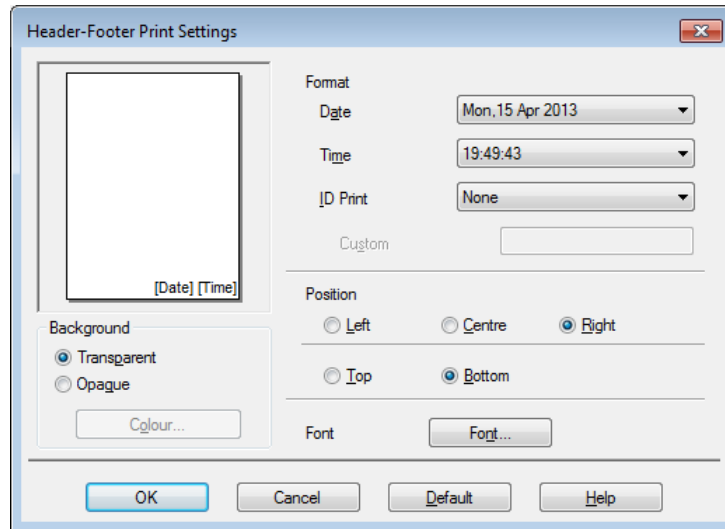 Header-Footer Print Settings
Format
Date
Mon,15 Apr 2013
Time
19:49:43
ID Print
None
Custom
[Date] [Time]
Position
Left
Centre
Right
Top
Bottom
Background
Transparent
Opaque
Colour...
Font
Font...
OK
Cancel
Default
Help